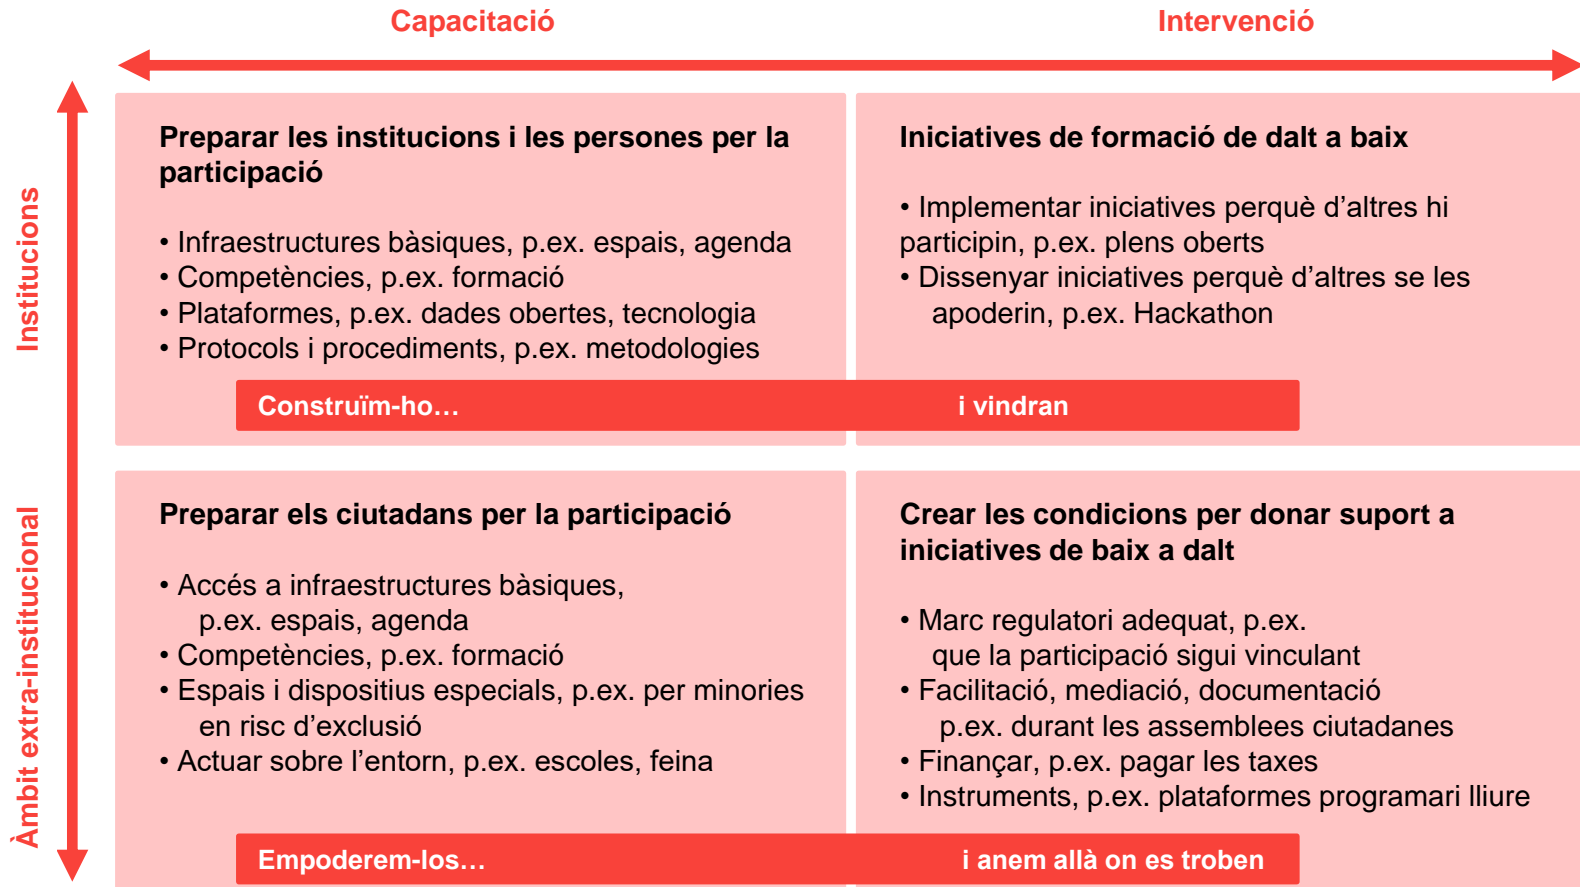 Capacitació
Intervenció
Institucions
Preparar les institucions i les persones per la
participació
• Infraestructures bàsiques, p.ex. espais, agenda
• Competències, p.ex. formació
• Plataformes, p.ex. dades obertes, tecnologia
• Protocols i procediments, p.ex. metodologies
Iniciatives de formació de dalt a baix
• Implementar iniciatives perquè d’altres hi
participin, p.ex. plens oberts
• Dissenyar iniciatives perquè d’altres se les
apoderin, p.ex. Hackathon
Construïm-ho…
i vindran
Àmbit extra-institucional
Preparar els ciutadans per la participació
• Accés a infraestructures bàsiques,
p.ex. espais, agenda
• Competències, p.ex. formació
• Espais i dispositius especials, p.ex. per minories
en risc d’exclusió
• Actuar sobre l’entorn, p.ex. escoles, feina
Crear les condicions per donar suport a
iniciatives de baix a dalt
• Marc regulatori adequat, p.ex.
que la participació sigui vinculant
• Facilitació, mediació, documentació
p.ex. durant les assemblees ciutadanes
• Finançar, p.ex. pagar les taxes
• Instruments, p.ex. plataformes programari lliure
Empoderem-los…
i anem allà on es troben